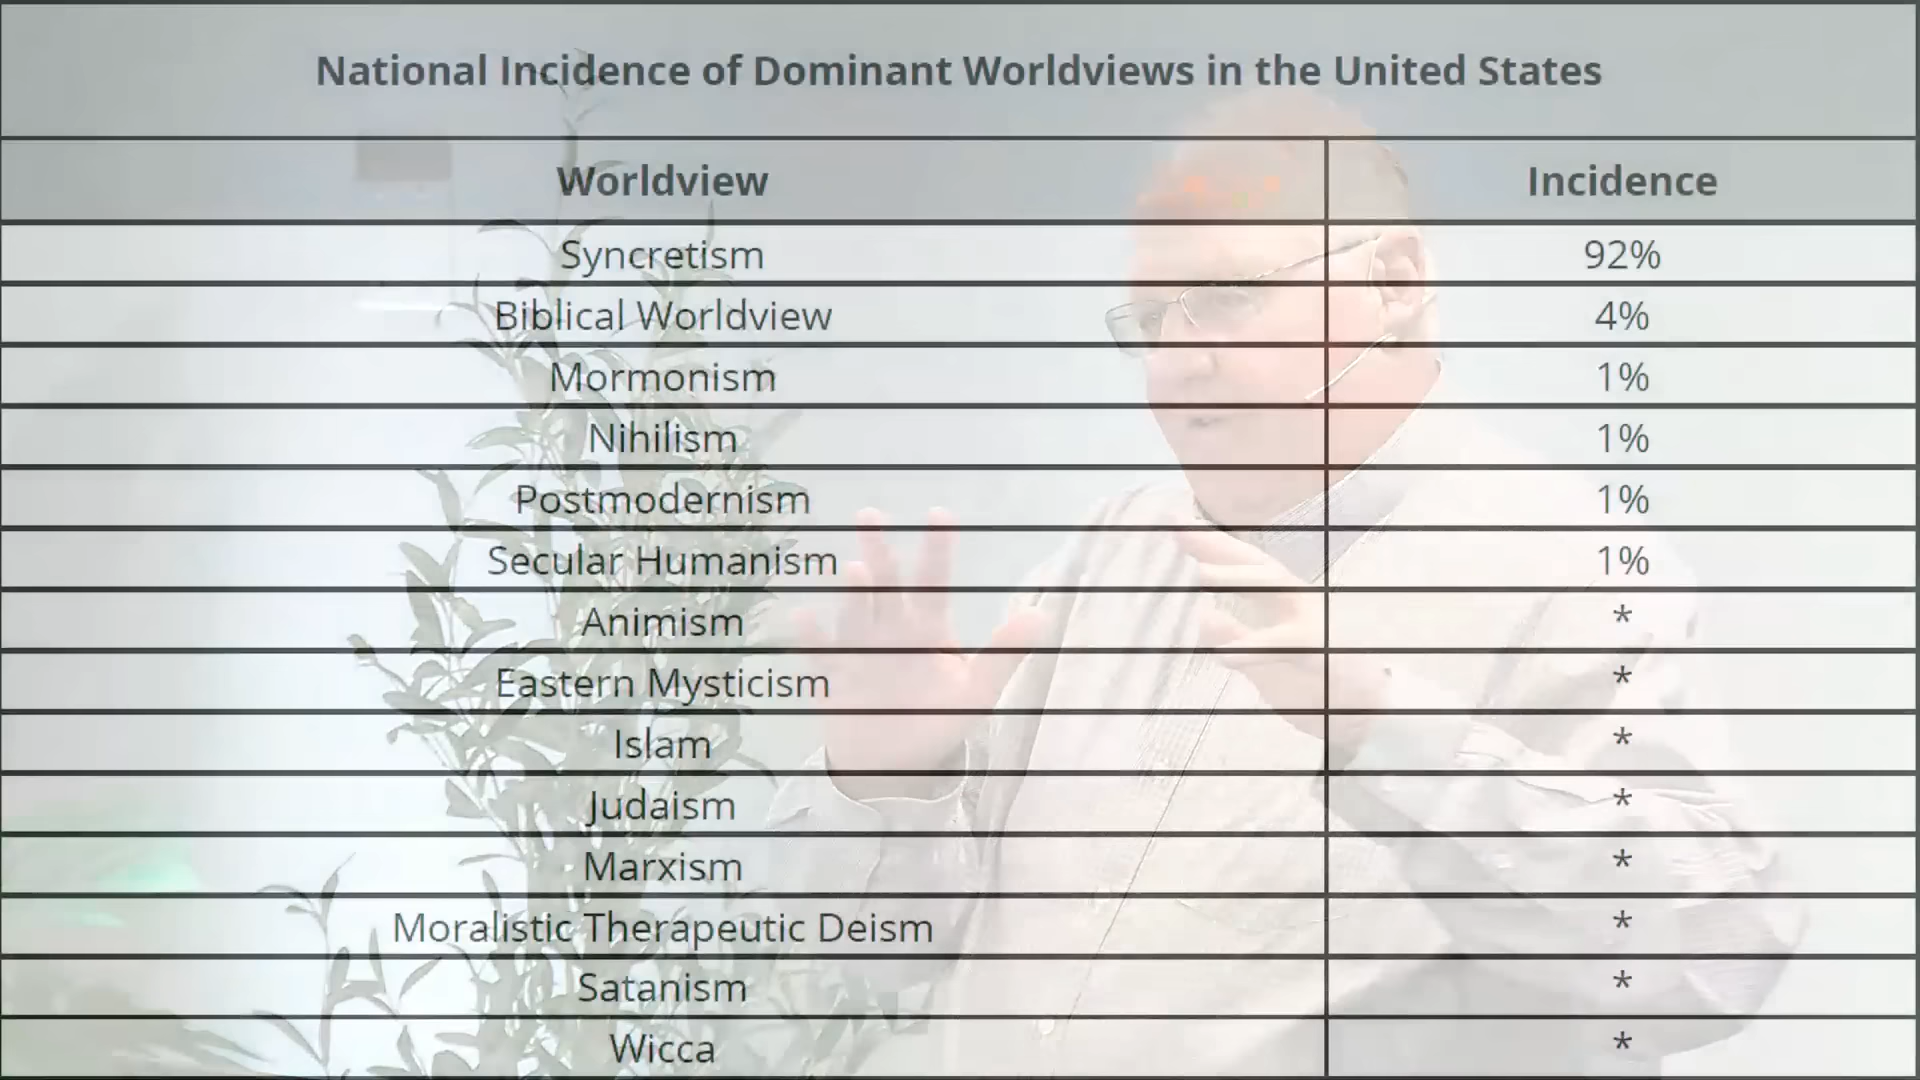 National Incidence of Dominant Worldviews in the United States
Worldview Incidence
Syncretism 92%
Biblical Worldview 4%
Mormonism 1%
Nihilism 1%
Postmodernism 1%
Secular Humanism 1%
Animism *
Eastern Mysticism *
Islam *
Judaism *
Marxism *
Moralistic Therapeutic Deism *
Satanism *
Wicca *